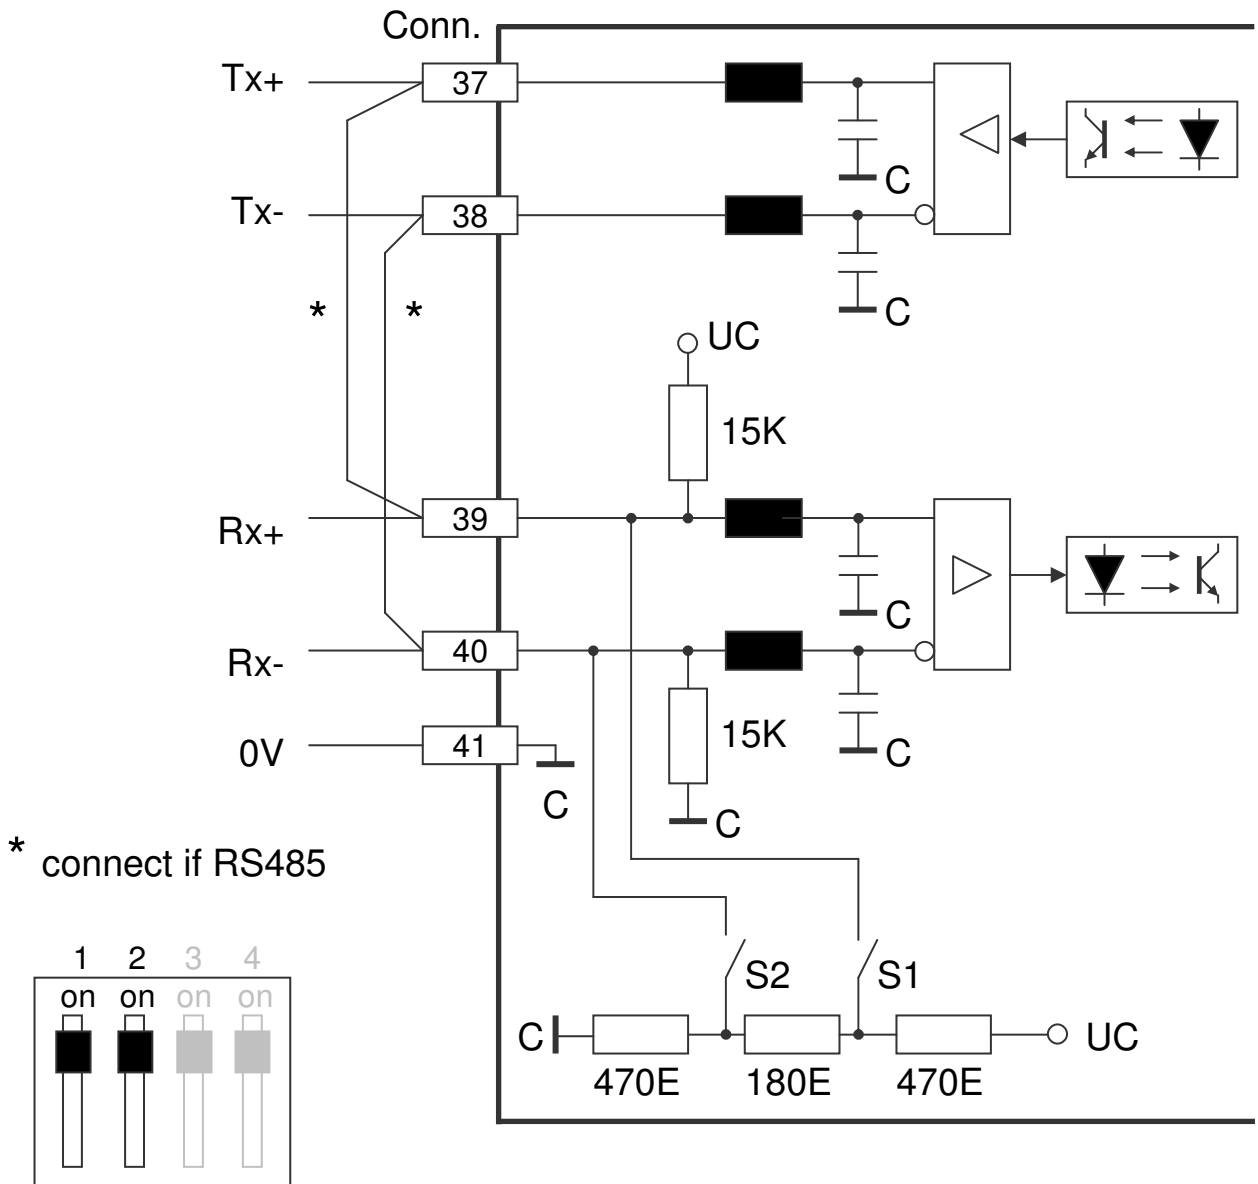 Conn.
Tx+
37
C
Tx-
38
C
*
*
UC
15K
Rx+
39
C
Rx-
40
15K
C
0V
41
C
C
* connect if RS485
1 2 3 4
on on on on
S2
S1
C
UC
470E
180E
470E